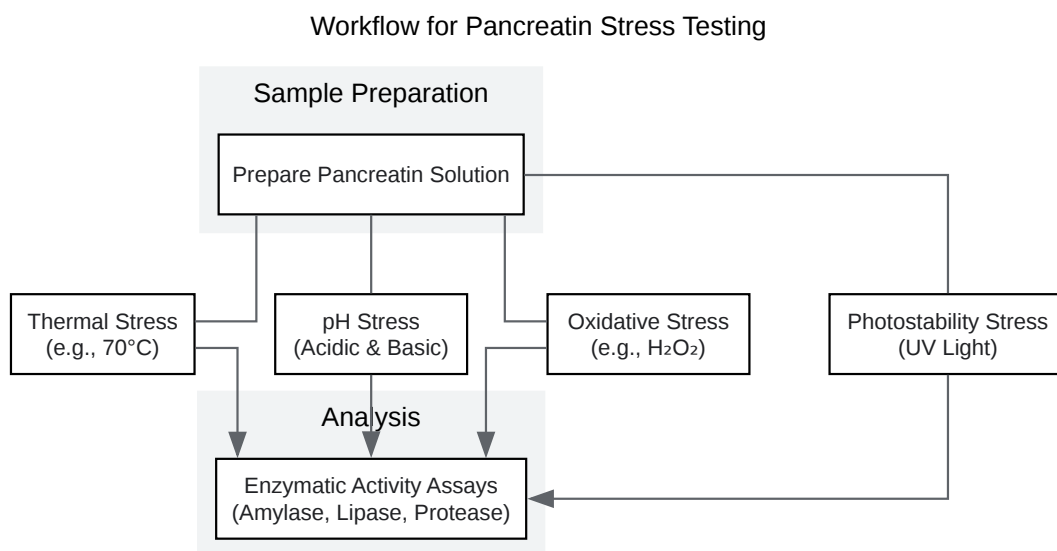 Workflow for Pancreatin Stress Testing
Sample Preparation
Prepare Pancreatin Solution
Thermal Stress
(e.g., 70°C)
pH Stress
(Acidic & Basic)
Oxidative Stress
(e.g., H₂O₂)
Photostability Stress
(UV Light)
Analysis
Enzymatic Activity Assays
(Amylase, Lipase, Protease)